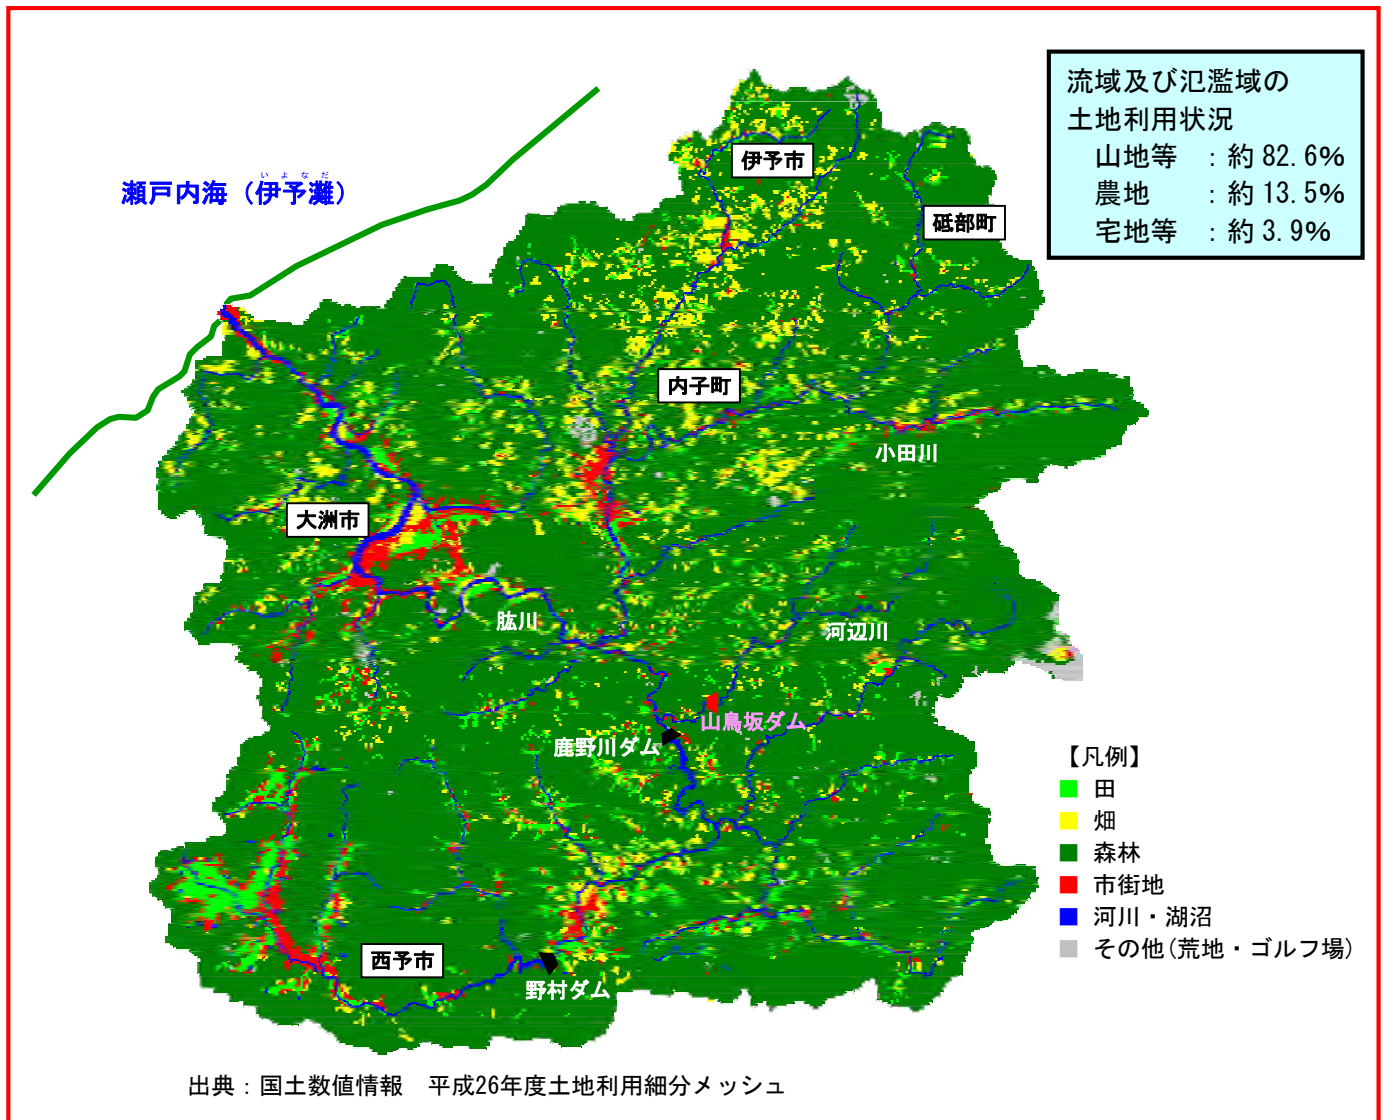 流域及び氾濫域の
土地利用状況
山地等 ：約 82.6%
農地 ：約 13.5%
宅地等 ：約 3.9%
伊予市
いよなだ
瀬戸内海（伊予灘）
砥部町
内子町
小田川
大洲市
肱川
河辺川
山鳥坂ダム
鹿野川ダム
【凡例】
田
畑
森林
市街地
河川・湖沼
その他(荒地・ゴルフ場)
西予市
野村ダム
出典：国土数値情報　平成26年度土地利用細分メッシュ